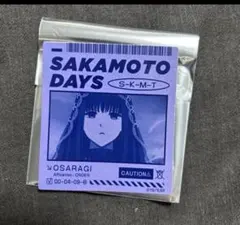 SAKAMOTO
DAYS
S-K-M-T
OSARAGI
CAUTION